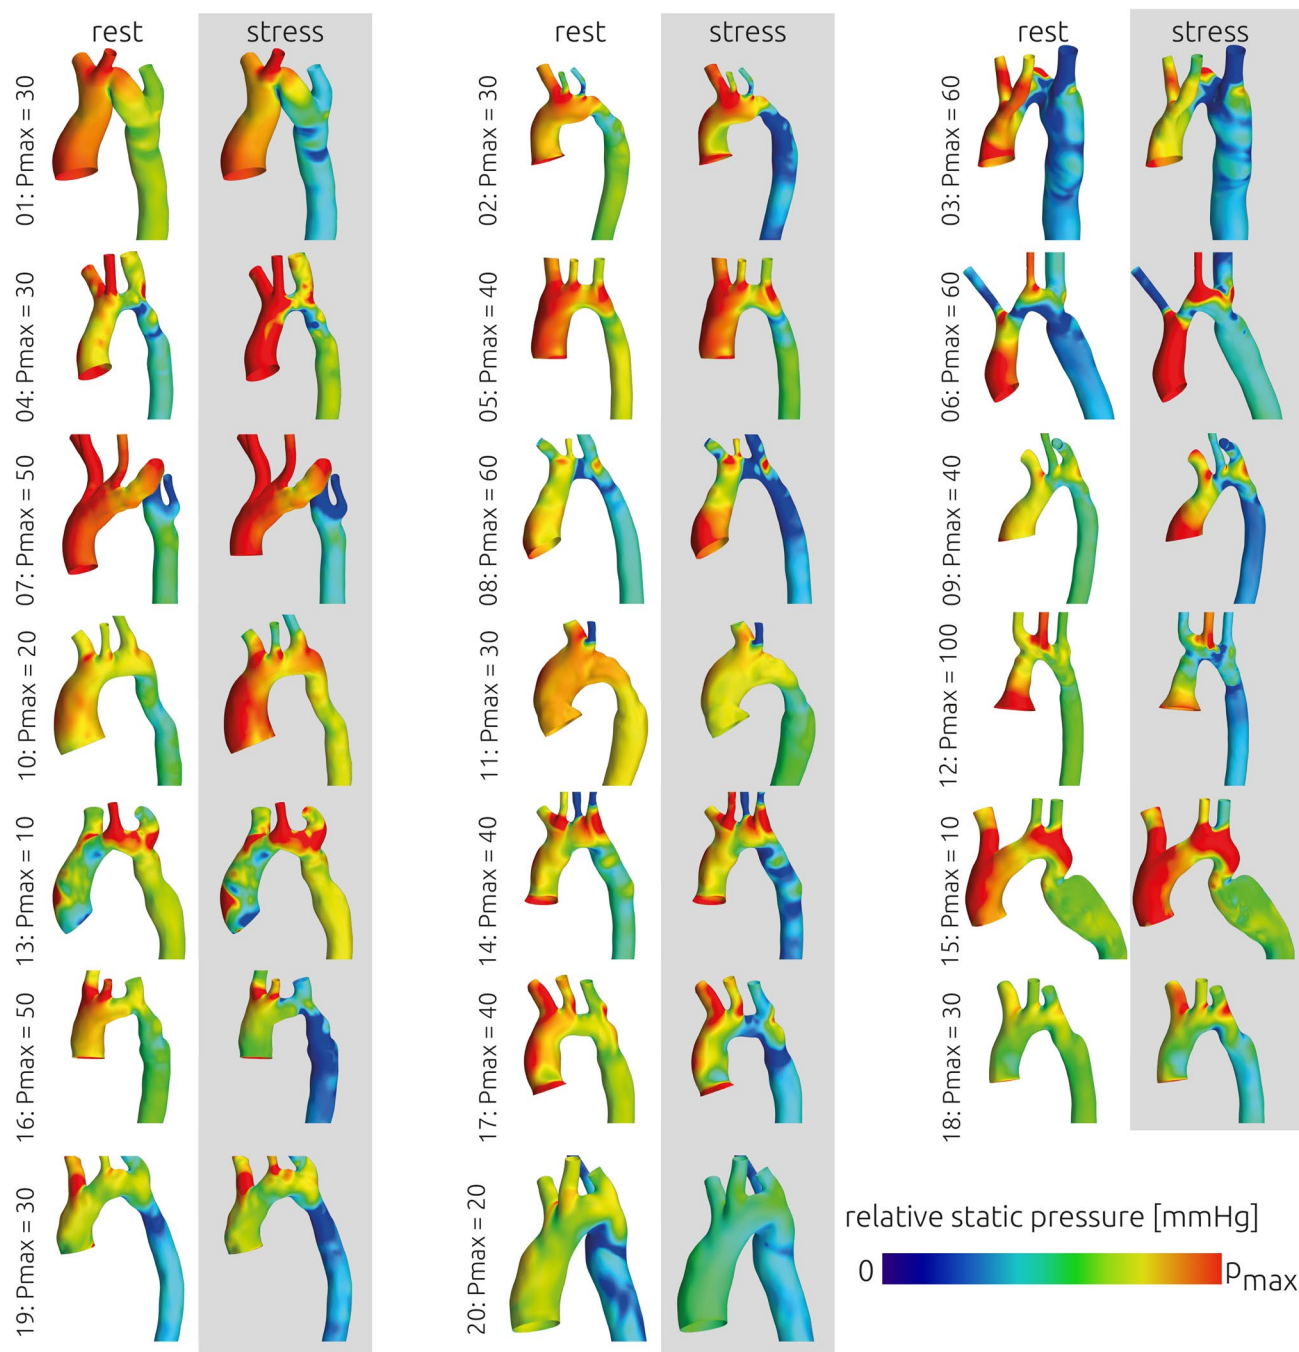 rest stress rest stress rest stress
01: Pmax = 30
02: Pmax = 30
03: Pmax = 60
04: Pmax = 30
05: Pmax = 40
06: Pmax = 60
07: Pmax = 50
08: Pmax = 60
09: Pmax = 40
10: Pmax = 20
11: Pmax = 30
12: Pmax = 100
13: Pmax = 10
14: Pmax = 40
15: Pmax = 10
16: Pmax = 50
17: Pmax = 40
18: Pmax = 30
19: Pmax = 30
20: Pmax = 20
relative static pressure [mmHg]
0 pmax